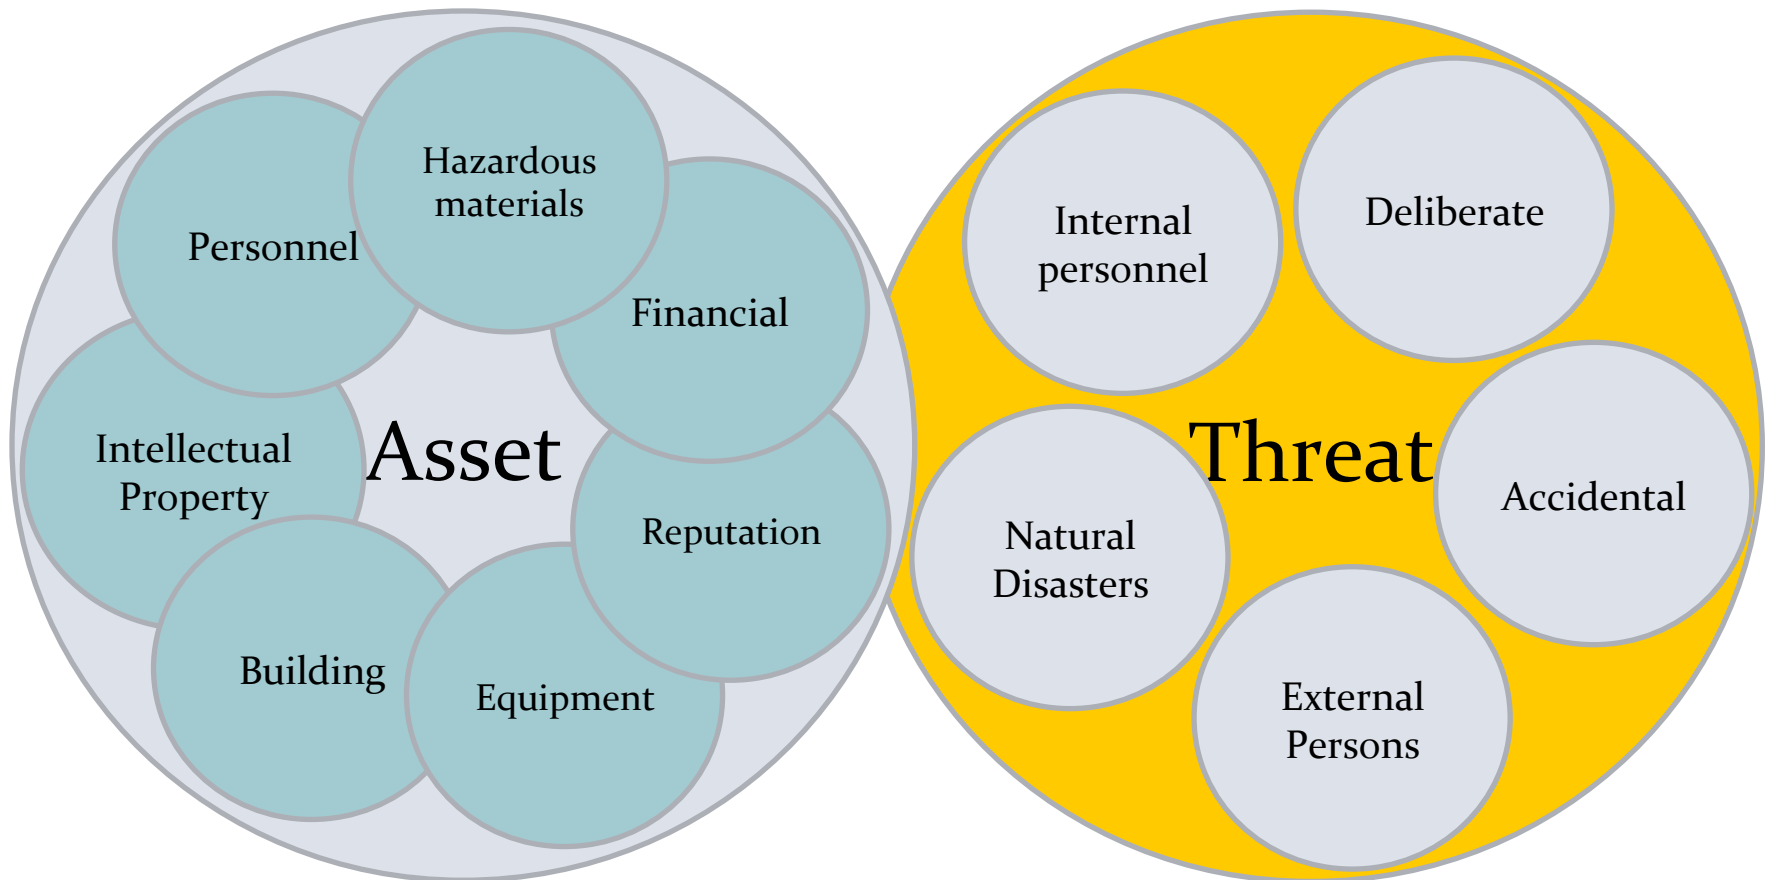 Hazardous
materials
Personnel
Financial
Intellectual
Property
Asset
Reputation
Building
Equipment
Internal
personnel
Deliberate
Threat
Accidental
Natural
Disasters
External
Persons